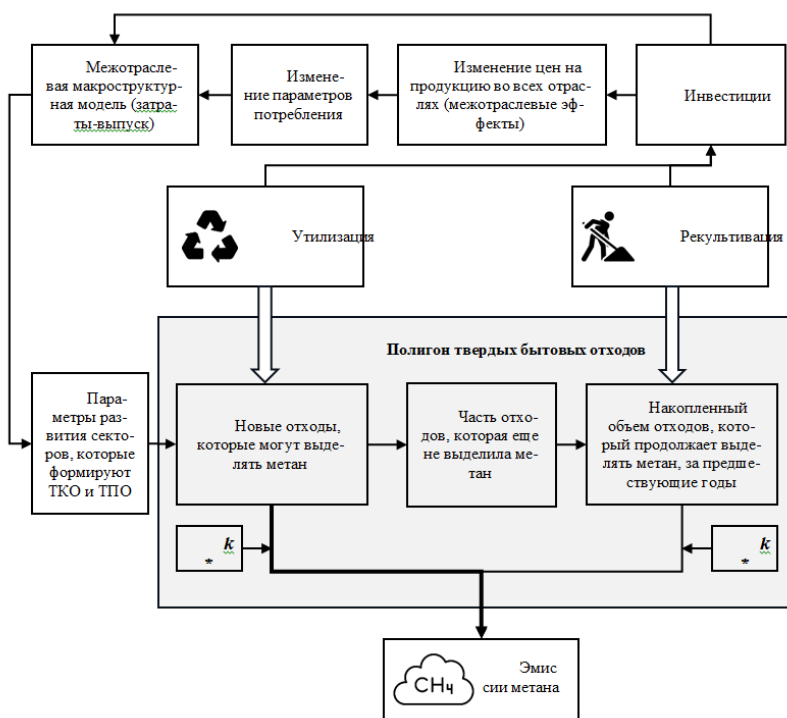 Межотрасле-
вая макроструктур-
ная модель (затра-
ты-выпуск)
Измене-
ние параметров
потребления
Изменение цен на
продукцию во всех отрас-
лях (межотраслевые эф-
фекты)
Инвестиции
Утилизация
Рекультивация
Полигон твердых бытовых отходов
Пара-
метры раз-
вития секто-
ров, которые
формируют
ТКО и ТПО
Новые отходы,
которые могут выде-
лять метан
Часть отхо-
дов, которая еще
не выделила ме-
тан
Накопленный
объем отходов, кото-
рый продолжает выде-
лять метан, за предше-
ствующие годы
k
*
k
*
CH4
Эмис
сии метана